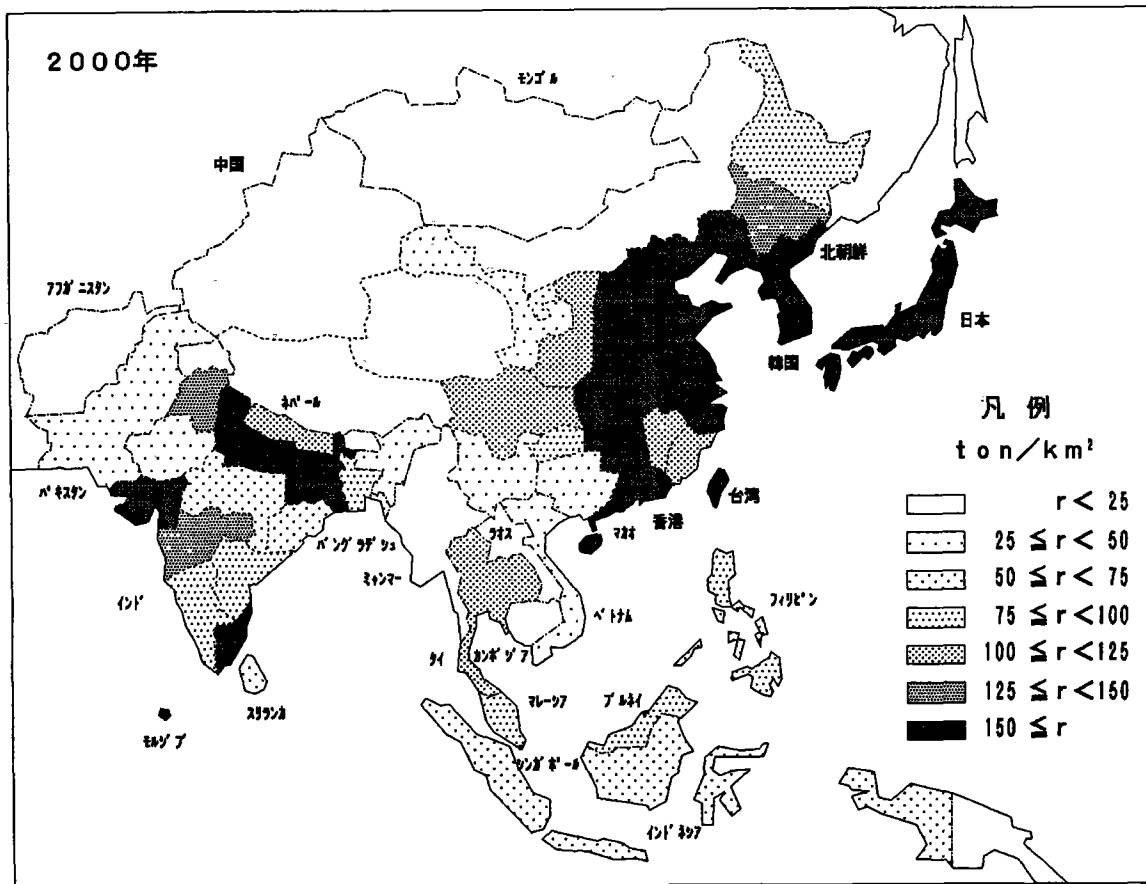 2000年
モンゴル
中国
北朝鮮
アフガニスタン
日本
韓国
ネパール
凡 例
ton/km²
パキスタン
台湾
r < 25
香港
ラオス
マカオ
25 ≦ r < 50
バングラデシュ
ミャンマー
50 ≦ r < 75
フィリピン
インド
ベトナム
75 ≦ r < 100
タイ
カンボジア
100 ≦ r < 125
マレーシア
ブルネイ
125 ≦ r < 150
スリランカ
モルジブ
150 ≦ r
シンガポール
インドネシア